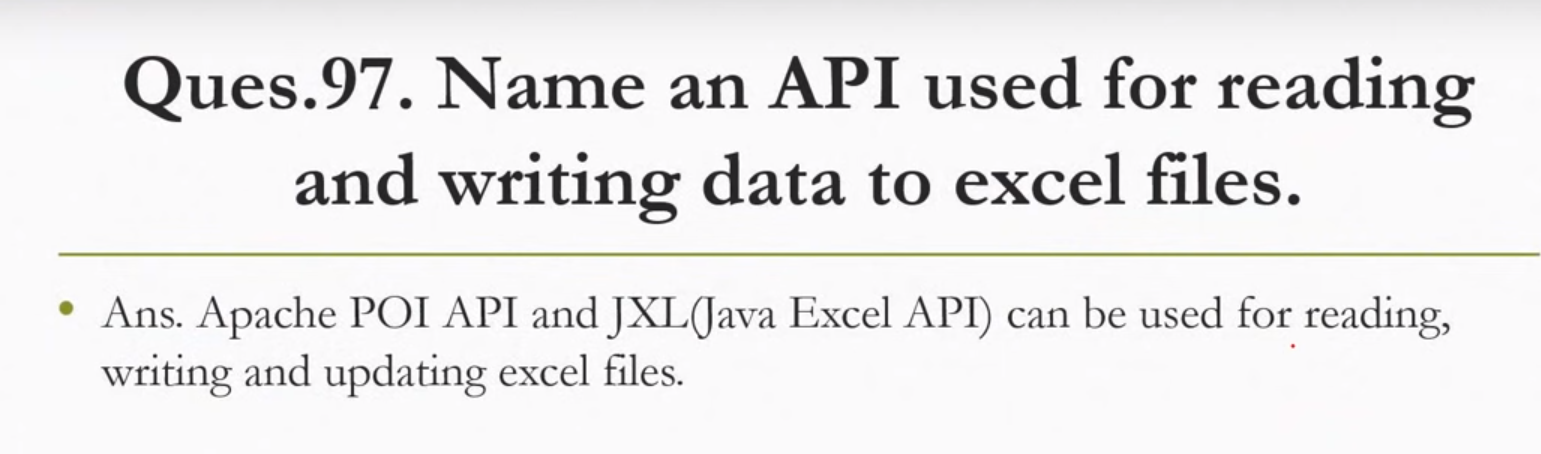 Ques.97. Name an API used for reading
and writing data to excel files.
• Ans. Apache POI API and JXL(Java Excel API) can be used for reading,
writing and updating excel files.